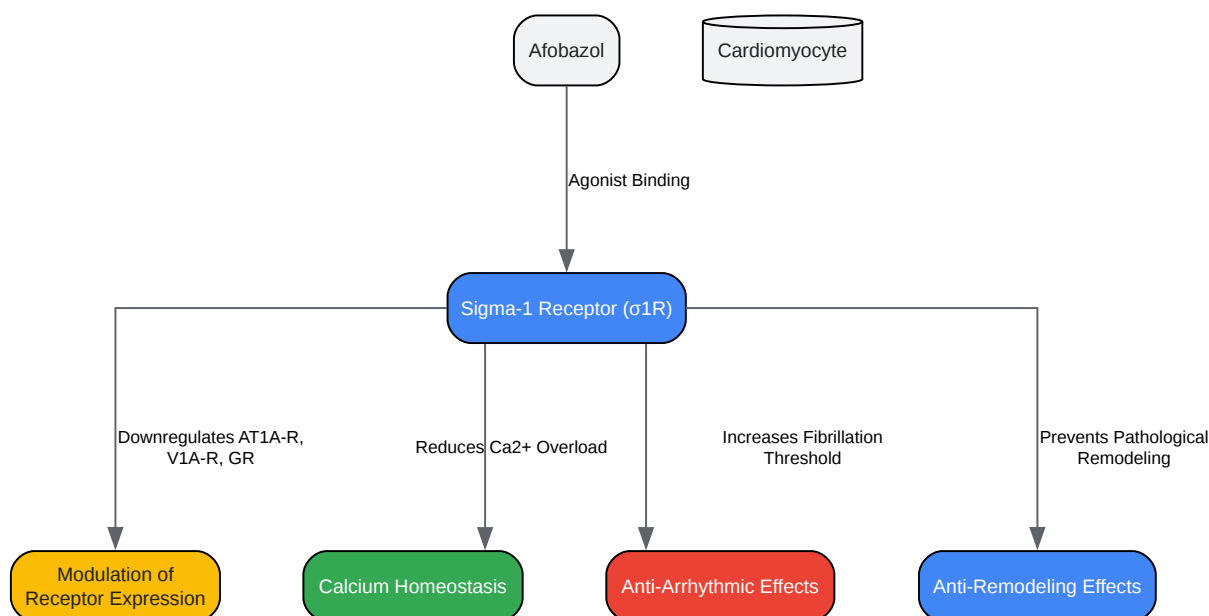 Afobazol
Cardiomyocyte
Agonist Binding
Sigma-1 Receptor (σ1R)
Downregulates AT1A-R,
V1A-R, GR
Reduces Ca2+ Overload
Increases Fibrillation
Threshold
Prevents Pathological
Remodeling
Modulation of
Receptor Expression
Calcium Homeostasis
Anti-Arrhythmic Effects
Anti-Remodeling Effects